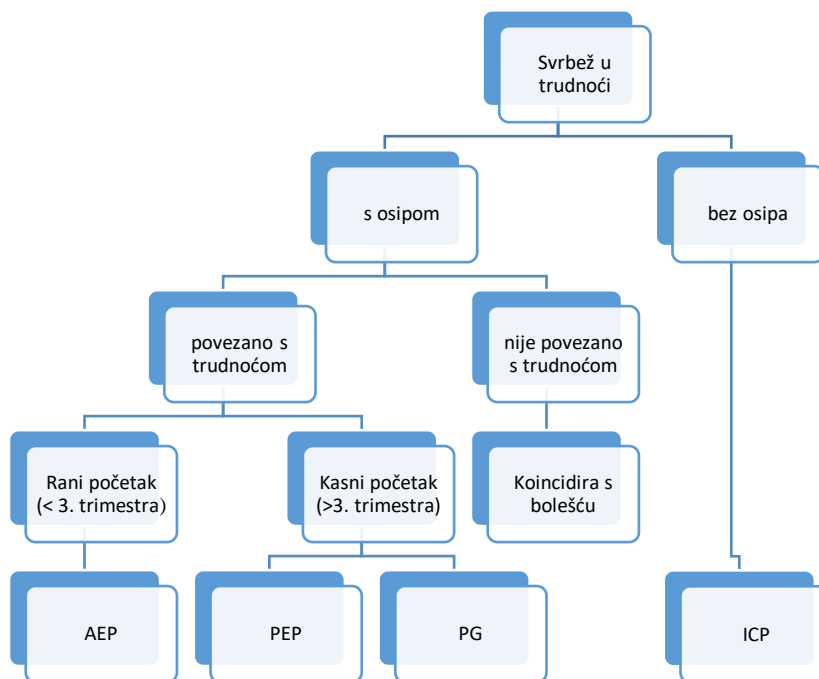 Svrbež u
trudnoći
s osipom
bez osipa
povezano s
trudnoćom
nije povezano
s trudnoćom
Rani početak
(< 3. trimestra)
Kasni početak
(>3. trimestra)
Koincidira s
bolešću
AEP
PEP
PG
ICP